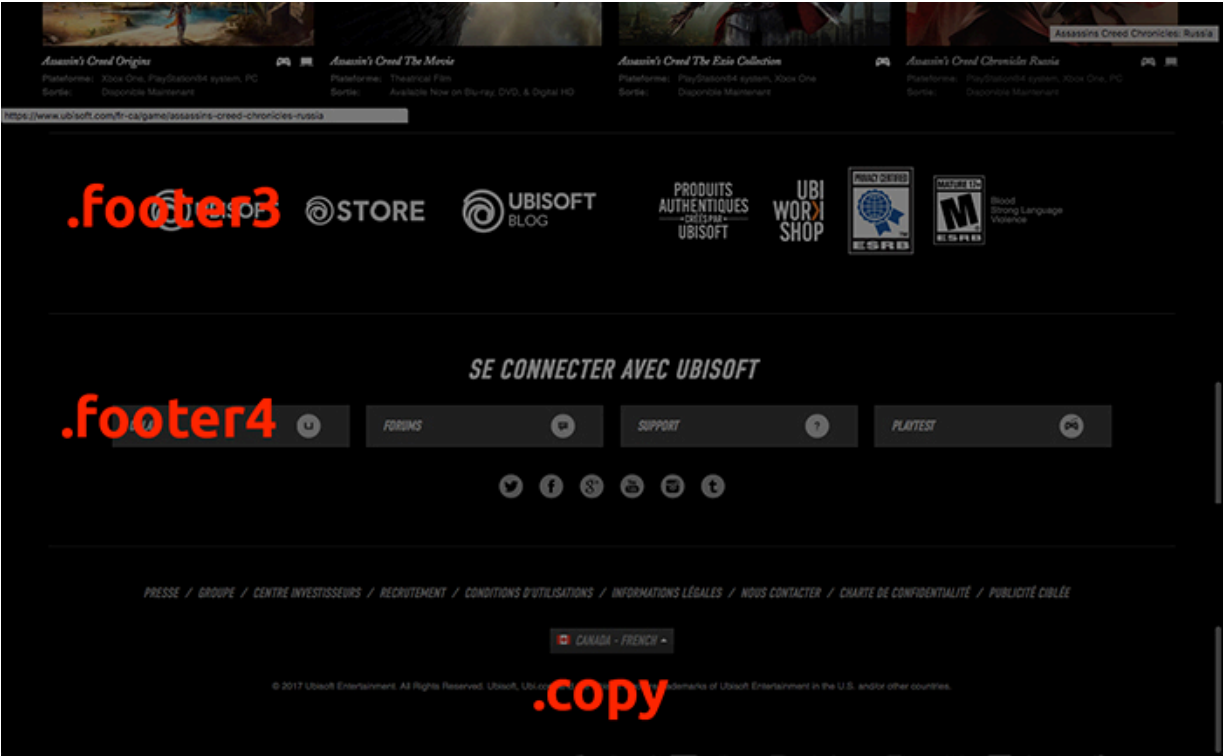 Assassins Creed Chronicles: Russia
Assassin's Creed Origins
Plateforme: Xbox One, PlayStation®4 system, PC
Sortie: Disponible Maintenant
Assassin's Creed The Movie
Plateforme: Theatrical Film
Sortie: Available Now on Blu-ray, DVD, & Digital HD
Assassin's Creed The Ezio Collection
Plateforme: PlayStation®4 system, Xbox One
Sortie: Disponible Maintenant
Assassin's Creed Chronicles Russia
Plateforme: PlayStation®4 system, Xbox One, PC
Sortie: Disponible Maintenant
https://www.ubisoft.com/fr-ca/game/assassins-creed-chronicles-russia
.footer3
STORE
UBISOFT
BLOG
PRODUITS
AUTHENTIQUES
CRÉÉS PAR
UBISOFT
UBI
WORK
SHOP
PRIVACY CERTIFIED
ESRB
MATURE 17+
M
ESRB
Blood
Strong Language
Violence
SE CONNECTER AVEC UBISOFT
.footer4
FORUMS
SUPPORT
?
PLAYTEST
PRESSE / GROUPE / CENTRE INVESTISSEURS / RECRUTEMENT / CONDITIONS D'UTILISATIONS / INFORMATIONS LÉGALES / NOUS CONTACTER / CHARTE DE CONFIDENTIALITÉ / PUBLICITÉ CIBLÉE
CANADA - FRENCH
© 2017 Ubisoft Entertainment. All Rights Reserved. Ubisoft, trademarks of Ubisoft Entertainment in the U.S. and/or other countries.
.copy